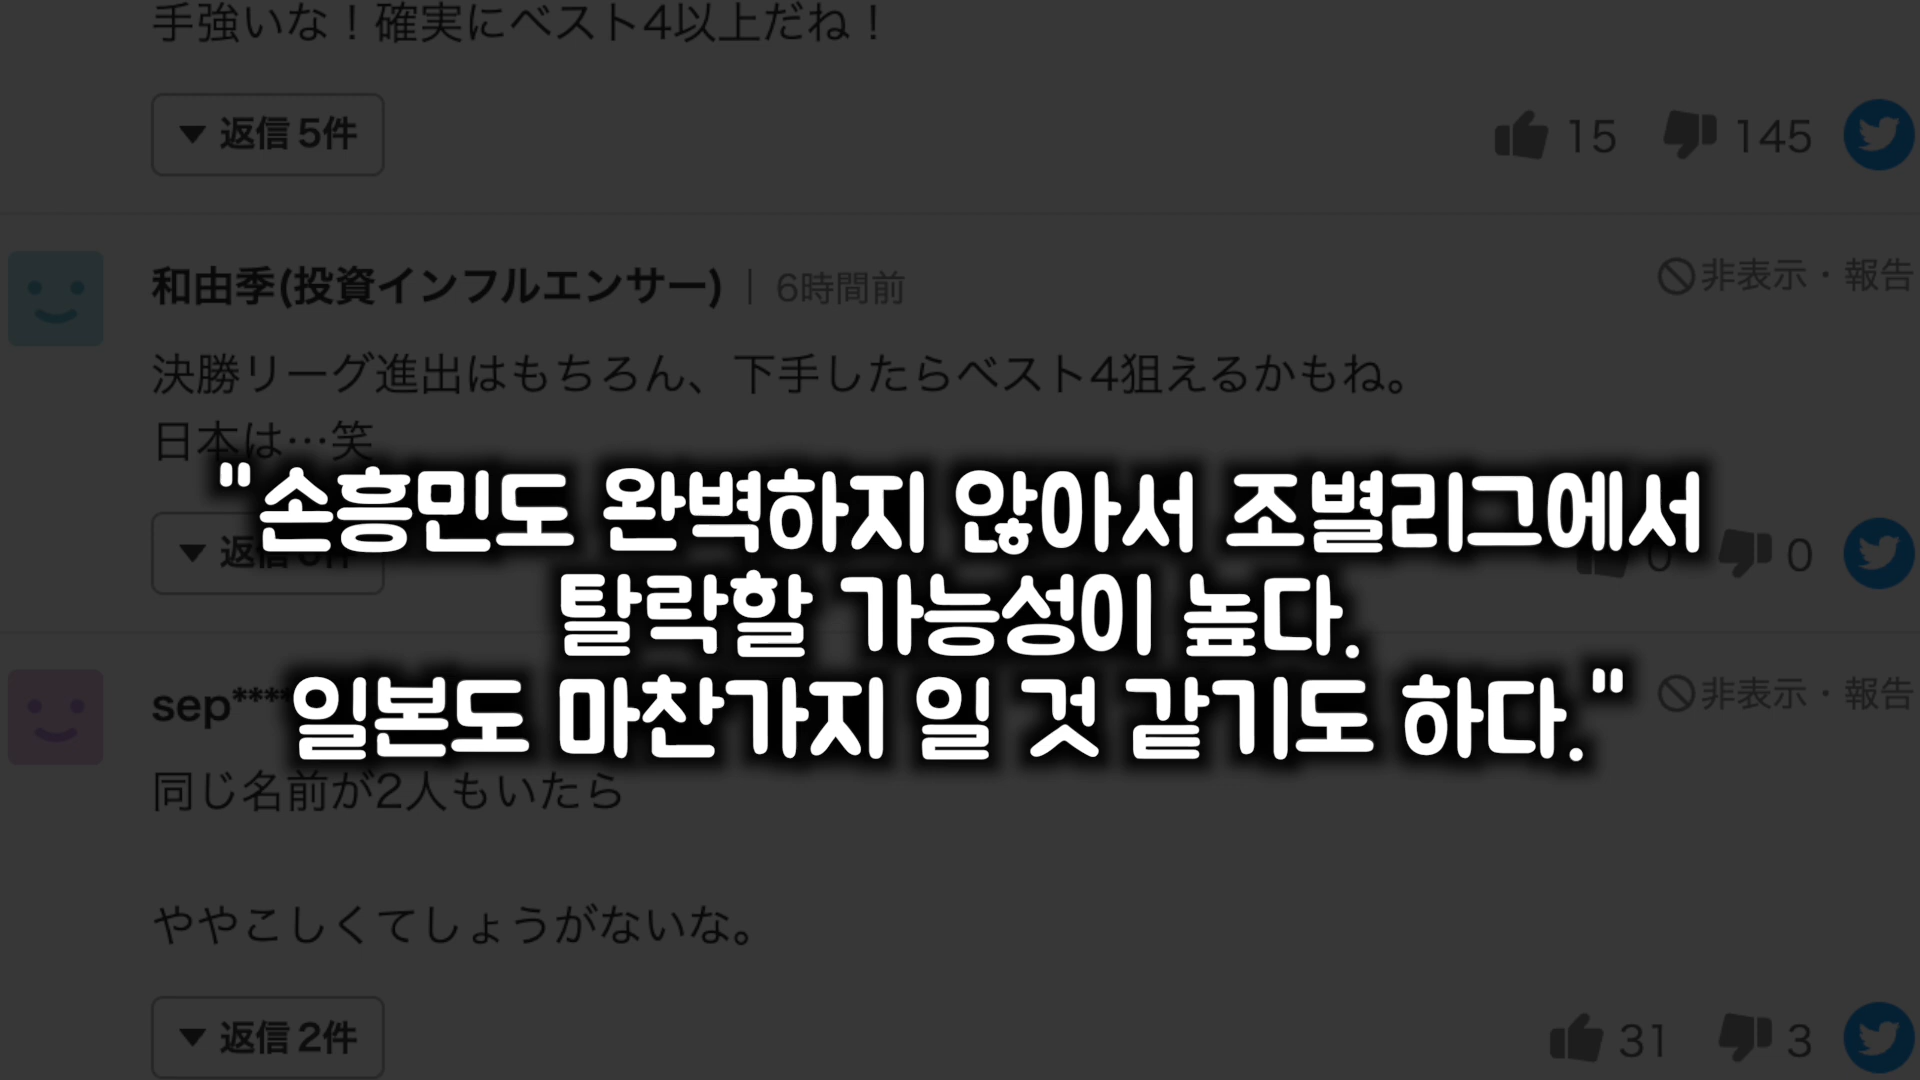 手強いな！確実にベスト4以上だね！
▼ 返信 5件
15 145
和由季(投資インフルエンサー) | 6時間前
非表示・報告
決勝リーグ進出はもちろん、下手したらベスト4狙えるかもね。
日本は…笑
"손흥민도 완벽하지 않아서 조별리그에서
탈락할 가능성이 높다.
일본도 마찬가지 일 것 같기도 하다."
▼ 返信
0 0
sep****
非表示・報告
同じ名前が2人もいたら
ややこしくてしょうがないな。
▼ 返信 2件
31 3